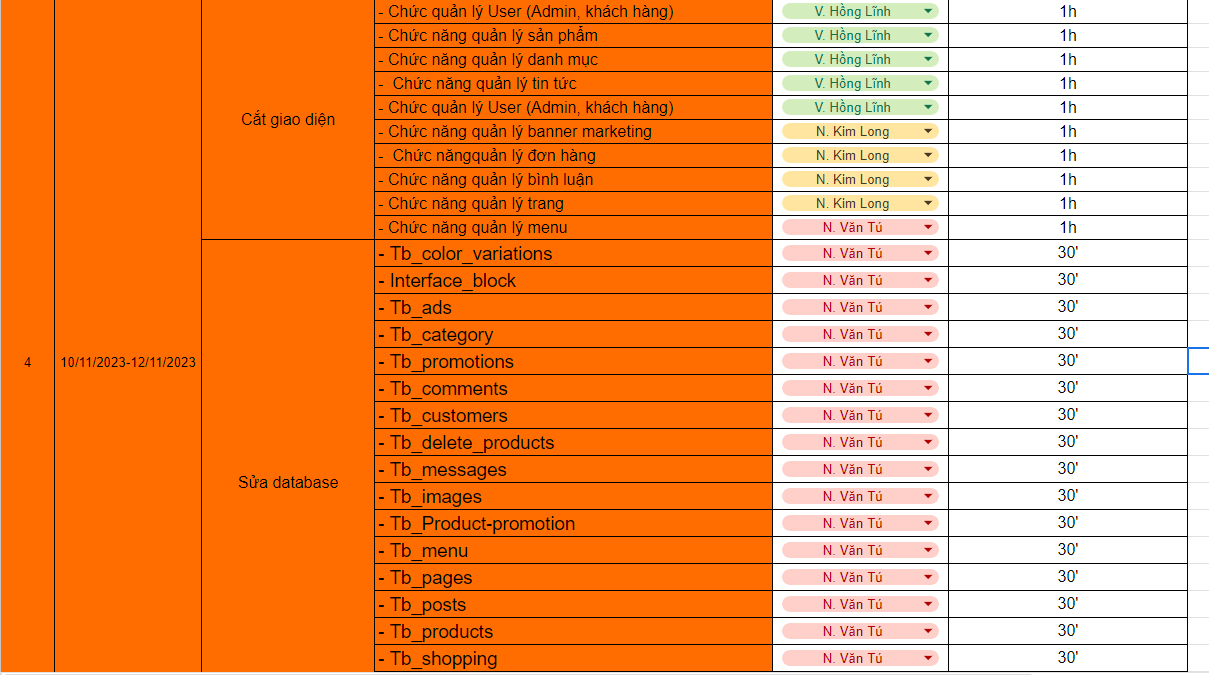 - Chức quản lý User (Admin, khách hàng) V. Hồng Lĩnh 1h
- Chức năng quản lý sản phẩm V. Hồng Lĩnh 1h
- Chức năng quản lý danh mục V. Hồng Lĩnh 1h
- Chức năng quản lý tin tức V. Hồng Lĩnh 1h
- Chức quản lý User (Admin, khách hàng) V. Hồng Lĩnh 1h
Cắt giao diện
- Chức năng quản lý banner marketing N. Kim Long 1h
- Chức năngquản lý đơn hàng N. Kim Long 1h
- Chức năng quản lý bình luận N. Kim Long 1h
- Chức năng quản lý trang N. Kim Long 1h
- Chức năng quản lý menu N. Văn Tú 1h
- Tb_color_variations N. Văn Tú 30'
- Interface_block N. Văn Tú 30'
- Tb_ads N. Văn Tú 30'
- Tb_category N. Văn Tú 30'
4 10/11/2023-12/11/2023
- Tb_promotions N. Văn Tú 30'
- Tb_comments N. Văn Tú 30'
- Tb_customers N. Văn Tú 30'
- Tb_delete_products N. Văn Tú 30'
- Tb_messages N. Văn Tú 30'
Sửa database
- Tb_images N. Văn Tú 30'
- Tb_Product-promotion N. Văn Tú 30'
- Tb_menu N. Văn Tú 30'
- Tb_pages N. Văn Tú 30'
- Tb_posts N. Văn Tú 30'
- Tb_products N. Văn Tú 30'
- Tb_shopping N. Văn Tú 30'